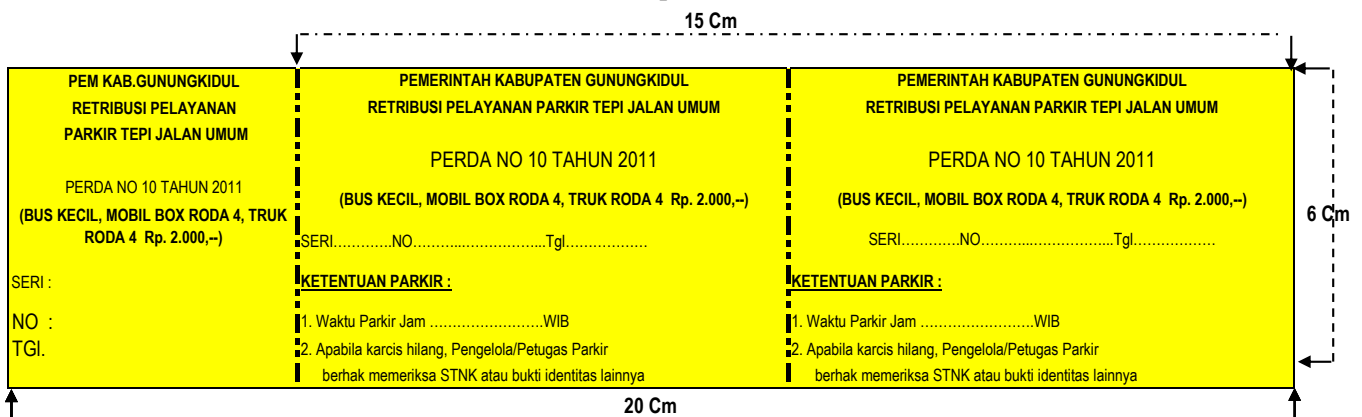 15 Cm
PEM KAB.GUNUNGKIDUL
RETRIBUSI PELAYANAN
PARKIR TEPI JALAN UMUM
PERDA NO 10 TAHUN 2011
(BUS KECIL, MOBIL BOX RODA 4, TRUK
RODA 4 Rp. 2.000,--)
SERI :
NO :
TGl.
PEMERINTAH KABUPATEN GUNUNGKIDUL
RETRIBUSI PELAYANAN PARKIR TEPI JALAN UMUM
PERDA NO 10 TAHUN 2011
(BUS KECIL, MOBIL BOX RODA 4, TRUK RODA 4 Rp. 2.000,--)
SERI………….NO………...……………...Tgl………………
KETENTUAN PARKIR :
1. Waktu Parkir Jam …………………….WIB
2. Apabila karcis hilang, Pengelola/Petugas Parkir
berhak memeriksa STNK atau bukti identitas lainnya
PEMERINTAH KABUPATEN GUNUNGKIDUL
RETRIBUSI PELAYANAN PARKIR TEPI JALAN UMUM
PERDA NO 10 TAHUN 2011
(BUS KECIL, MOBIL BOX RODA 4, TRUK RODA 4 Rp. 2.000,--)
SERI………….NO………...……………...Tgl………………
KETENTUAN PARKIR :
1. Waktu Parkir Jam …………………….WIB
2. Apabila karcis hilang, Pengelola/Petugas Parkir
berhak memeriksa STNK atau bukti identitas lainnya
6 Cm
20 Cm